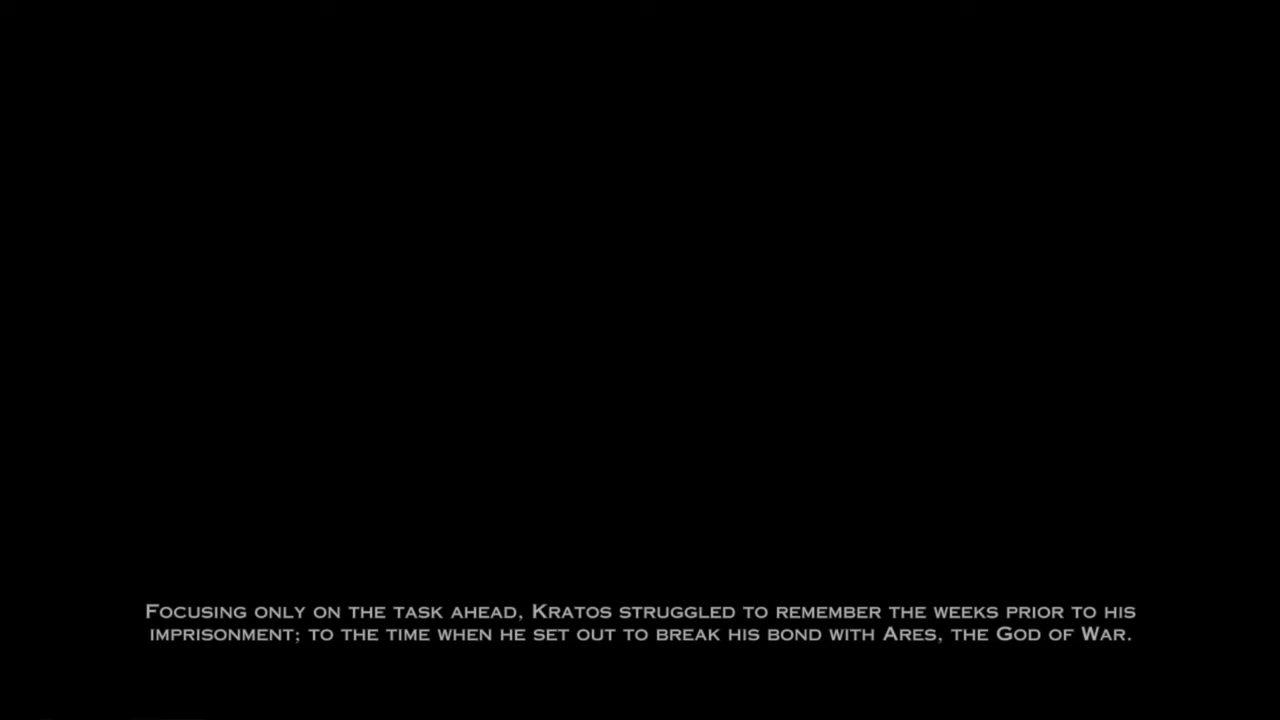 Focusing only on the task ahead, Kratos struggled to remember the weeks prior to his
imprisonment; to the time when he set out to break his bond with Ares, the God of War.